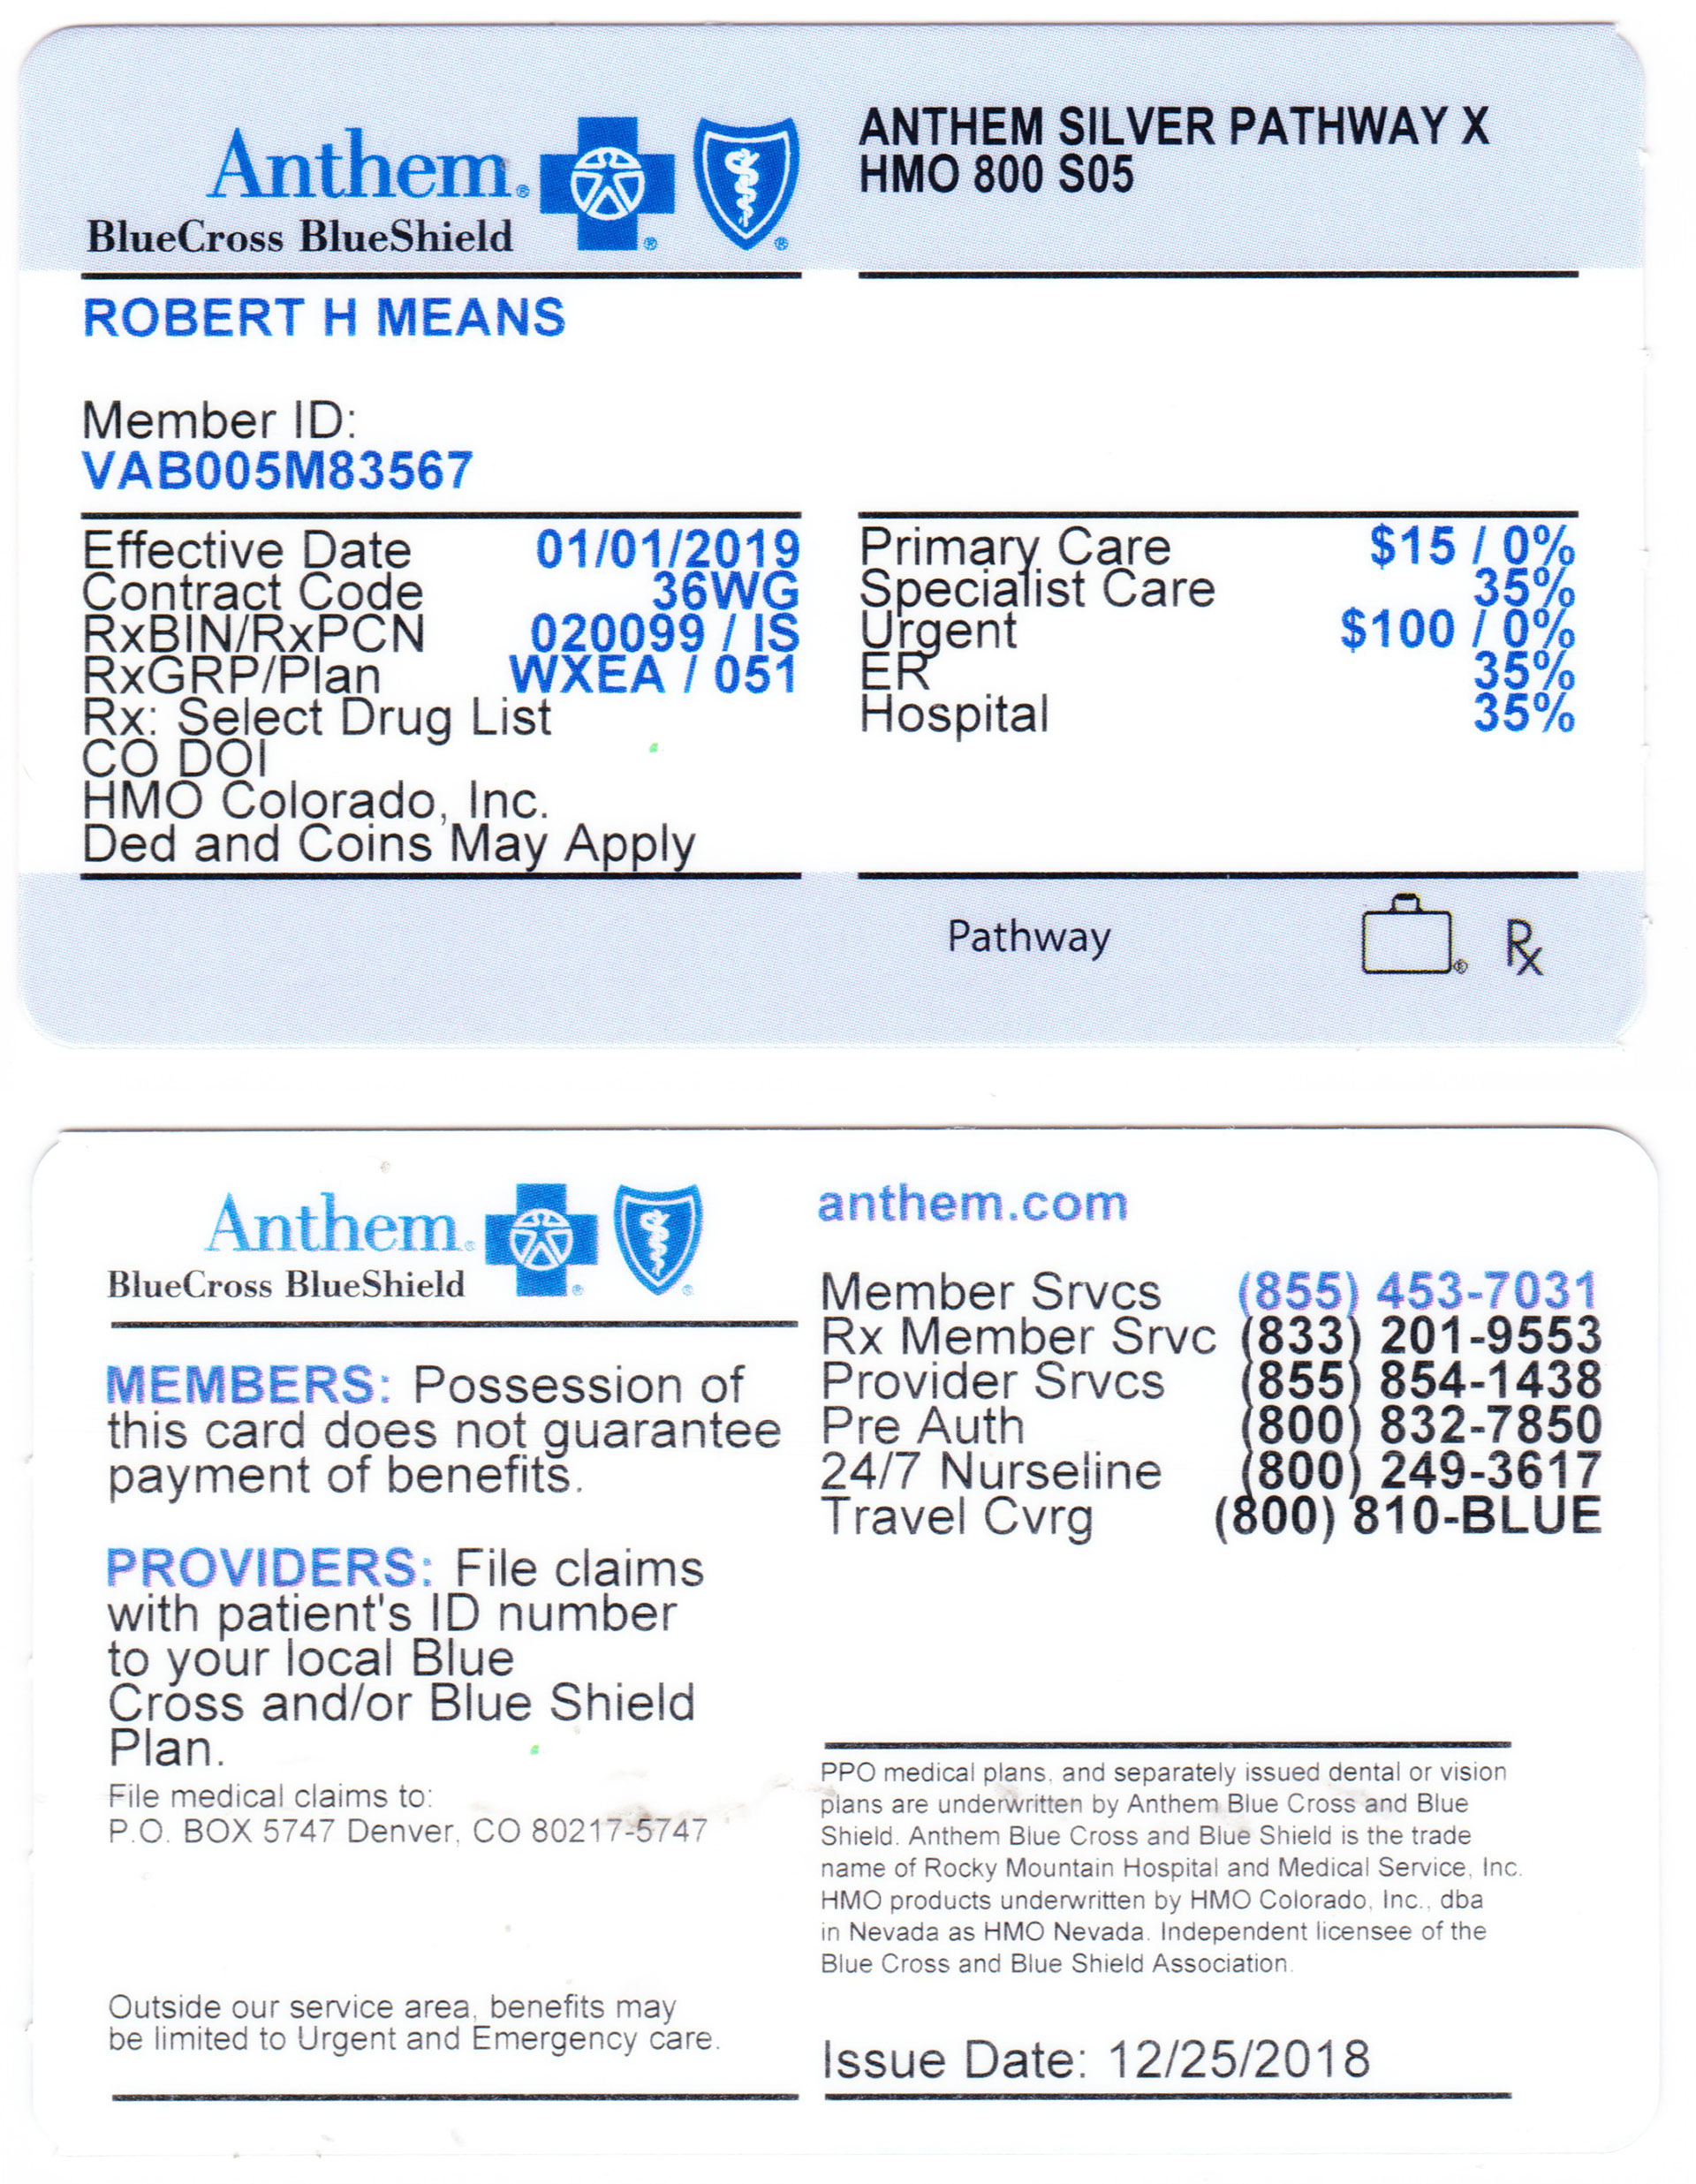 Anthem®
BlueCross BlueShield
ANTHEM SILVER PATHWAY X
HMO 800 S05
ROBERT H MEANS
Member ID:
VAB005M83567
Effective Date 01/01/2019
Contract Code 36WG
RxBIN/RxPCN 020099 / IS
RxGRP/Plan WXEA / 051
Rx: Select Drug List
CO DOI
HMO Colorado, Inc.
Ded and Coins May Apply
Primary Care $15 / 0%
Specialist Care 35%
Urgent $100 / 0%
ER 35%
Hospital 35%
Pathway
Rx
Anthem®
BlueCross BlueShield
MEMBERS: Possession of
this card does not guarantee
payment of benefits.
PROVIDERS: File claims
with patient's ID number
to your local Blue
Cross and/or Blue Shield
Plan.
File medical claims to:
P.O. BOX 5747 Denver, CO 80217-5747
Outside our service area, benefits may
be limited to Urgent and Emergency care.
anthem.com
Member Srvcs (855) 453-7031
Rx Member Srvc (833) 201-9553
Provider Srvcs (855) 854-1438
Pre Auth (800) 832-7850
24/7 Nurseline (800) 249-3617
Travel Cvrg (800) 810-BLUE
PPO medical plans, and separately issued dental or vision
plans are underwritten by Anthem Blue Cross and Blue
Shield. Anthem Blue Cross and Blue Shield is the trade
name of Rocky Mountain Hospital and Medical Service, Inc.
HMO products underwritten by HMO Colorado, Inc., dba
in Nevada as HMO Nevada. Independent licensee of the
Blue Cross and Blue Shield Association.
Issue Date: 12/25/2018